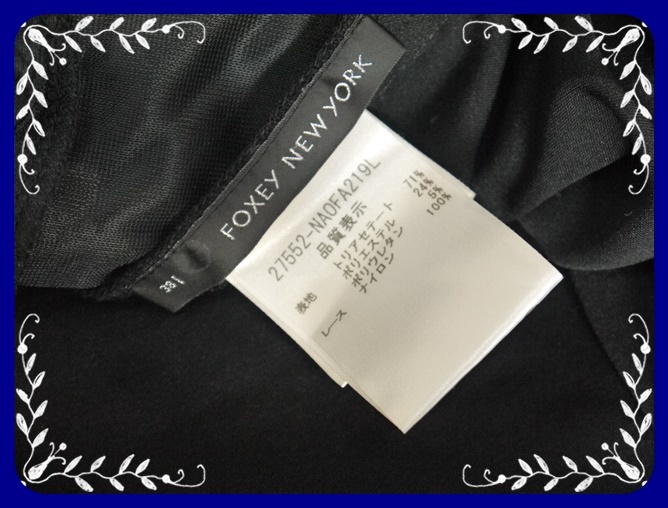 FOXEY NEW YORK
38 I
27552-NAOFA219L
品質表示
表地 トリアセテート 71%
ポリエステル 24%
ポリウレタン 5%
レース ナイロン 100%